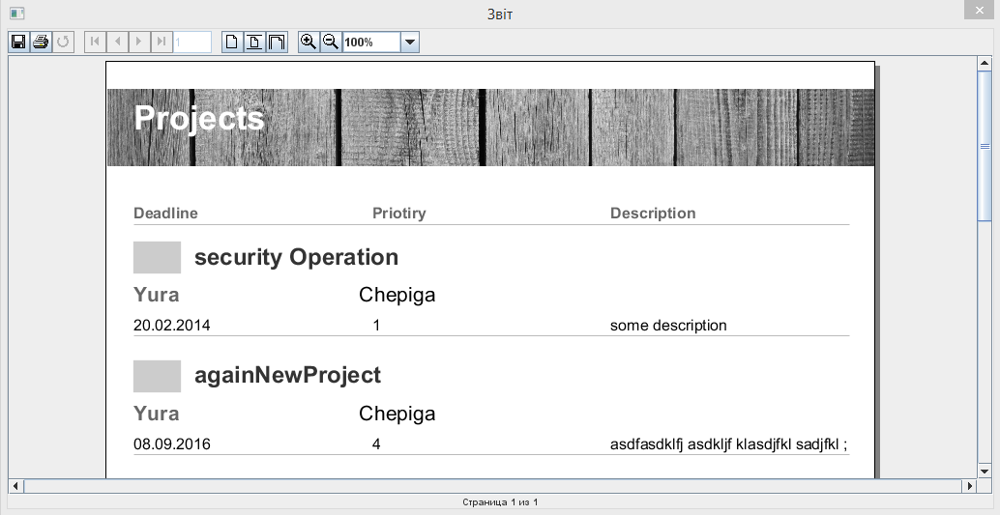 Звіт
1
100%
Projects
Deadline Priotiry Description
security Operation
Yura Chepiga
20.02.2014 1 some description
againNewProject
Yura Chepiga
08.09.2016 4 asdfasdklfj asdkljf klasdjfkl sadjfkl ;
Страница 1 из 1